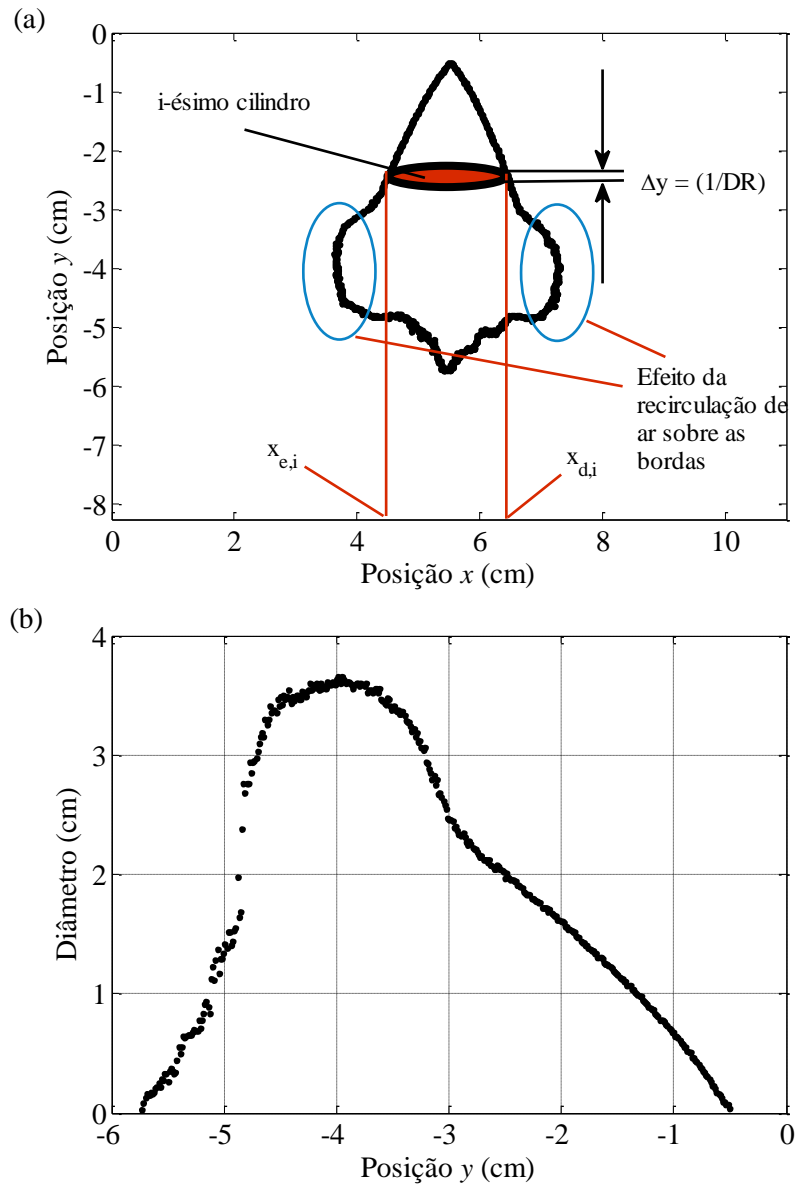 (a)
0
-1
-2
-3
-4
-5
-6
-7
-8
Posição y (cm)
i-ésimo cilindro
Δy = (1/DR)
Efeito da
recirculação de
ar sobre as
bordas
x_{e,i}
x_{d,i}
0 2 4 6 8 10
Posição x (cm)
(b)
4
3
2
1
0
Diâmetro (cm)
-6 -5 -4 -3 -2 -1 0
Posição y (cm)